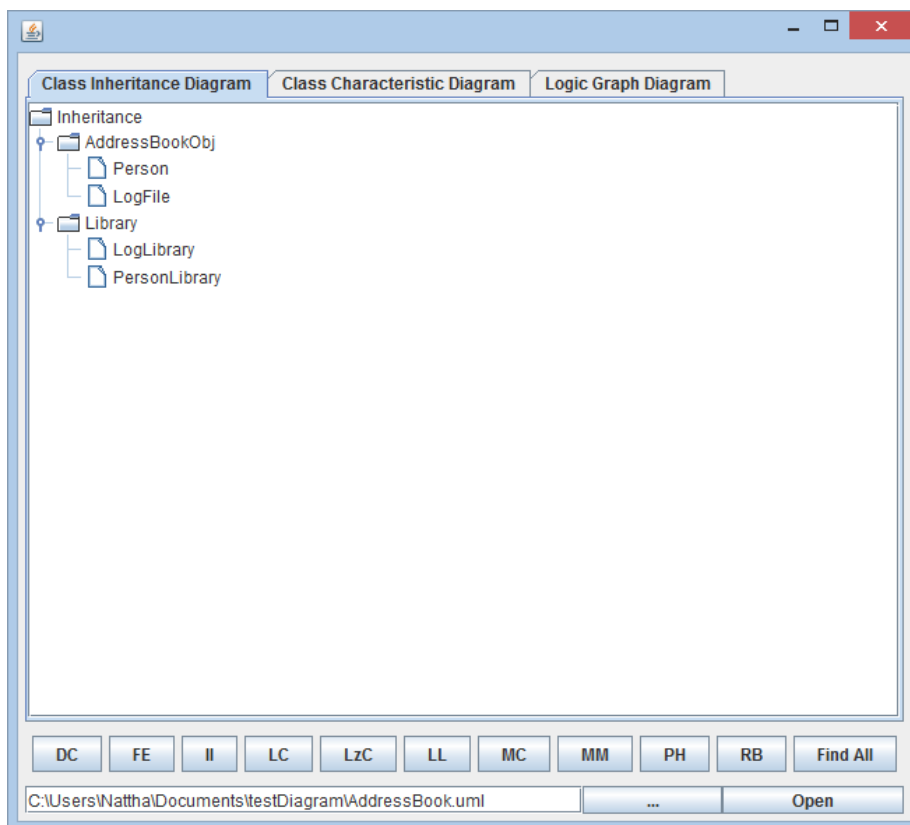 Class Inheritance Diagram Class Characteristic Diagram Logic Graph Diagram
Inheritance
AddressBookObj
Person
LogFile
Library
LogLibrary
PersonLibrary
DC FE II LC LzC LL MC MM PH RB Find All
C:\Users\Nattha\Documents\testDiagram\AddressBook.uml ... Open